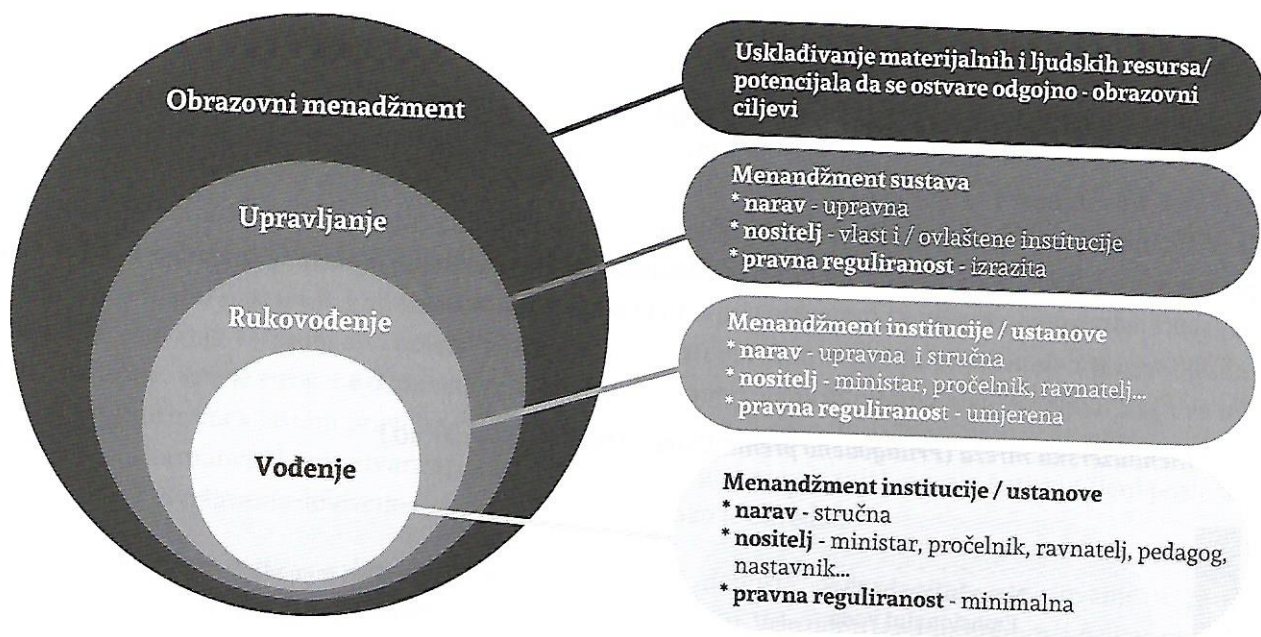 Obrazovni menadžment
Upravljanje
Rukovođenje
Vođenje
Usklađivanje materijalnih i ljudskih resursa/
potencijala da se ostvare odgojno - obrazovni
ciljevi
Menandžment sustava
* narav - upravna
* nositelj - vlast i / ovlaštene institucije
* pravna reguliranost - izrazita
Menandžment institucije / ustanove
* narav - upravna i stručna
* nositelj - ministar, pročelnik, ravnatelj...
* pravna reguliranost - umjerena
Menandžment institucije / ustanove
* narav - stručna
* nositelj - ministar, pročelnik, ravnatelj, pedagog,
nastavnik...
* pravna reguliranost - minimalna